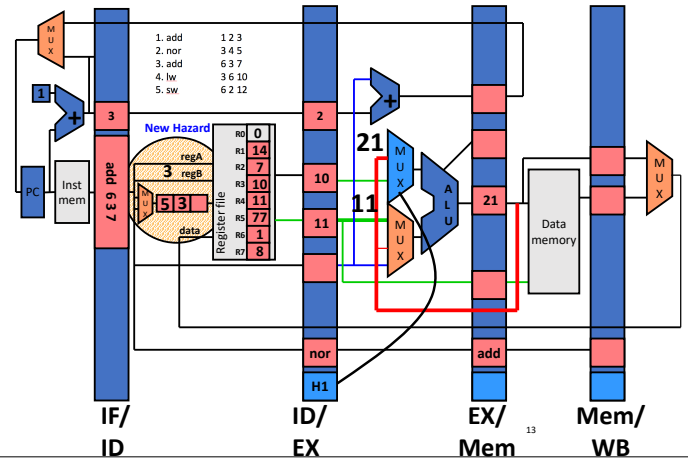 M U X
1. add 1 2 3
2. nor 3 4 5
3. add 6 3 7
4. lw 3 6 10
5. sw 6 2 12
1
+
+
3
2
New Hazard
21
R0 0
R1 14
R2 7
R3 10
R4 11
R5 77
R6 1
R7 8
regA
3 regB
M U X
5 3
data
Register file
PC
Inst mem
add 6 3 7
10
11
11
M U X
M U X
A L U
21
Data memory
M U X
nor
add
H1
IF/ ID
ID/ EX
EX/ Mem
13
Mem/ WB